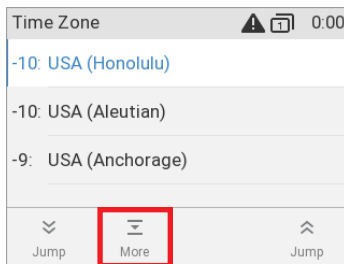 Time Zone 1 0:00
-10: USA (Honolulu)
-10: USA (Aleutian)
-9: USA (Anchorage)
Jump More Jump